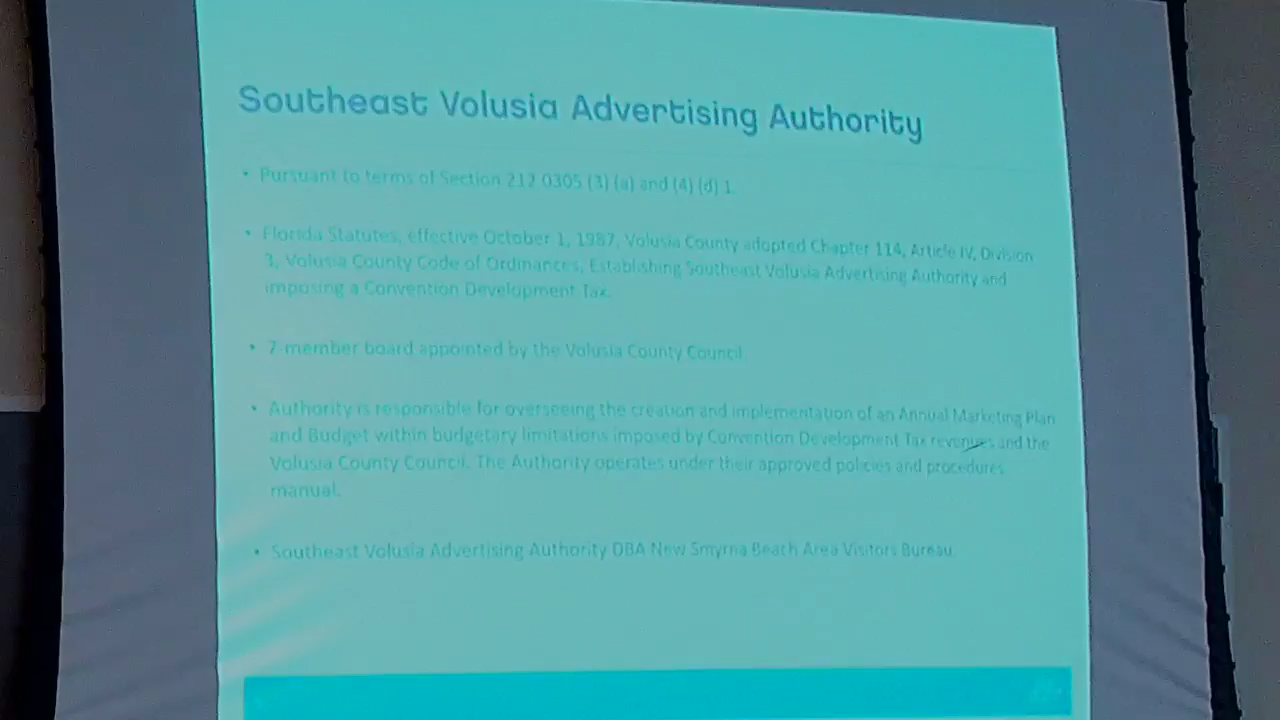 Southeast Volusia Advertising Authority
• Pursuant to terms of Section 212.0305 (3) (a) and (4) (d) 1.
• Florida Statutes, effective October 1, 1987, Volusia County adopted Chapter 114, Article IV, Division
3, Volusia County Code of Ordinances, Establishing Southeast Volusia Advertising Authority and
imposing a Convention Development Tax.
• 7-member board appointed by the Volusia County Council
• Authority is responsible for overseeing the creation and implementation of an Annual Marketing Plan
and Budget within budgetary limitations imposed by Convention Development Tax revenues and the
Volusia County Council. The Authority operates under their approved policies and procedures
manual.
• Southeast Volusia Advertising Authority DBA New Smyrna Beach Area Visitors Bureau